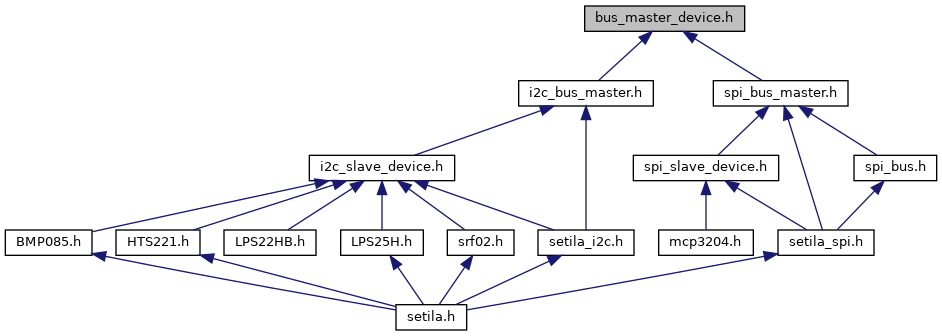 bus_master_device.h
i2c_bus_master.h
spi_bus_master.h
i2c_slave_device.h
spi_slave_device.h
spi_bus.h
BMP085.h
HTS221.h
LPS22HB.h
LPS25H.h
srf02.h
setila_i2c.h
mcp3204.h
setila_spi.h
setila.h